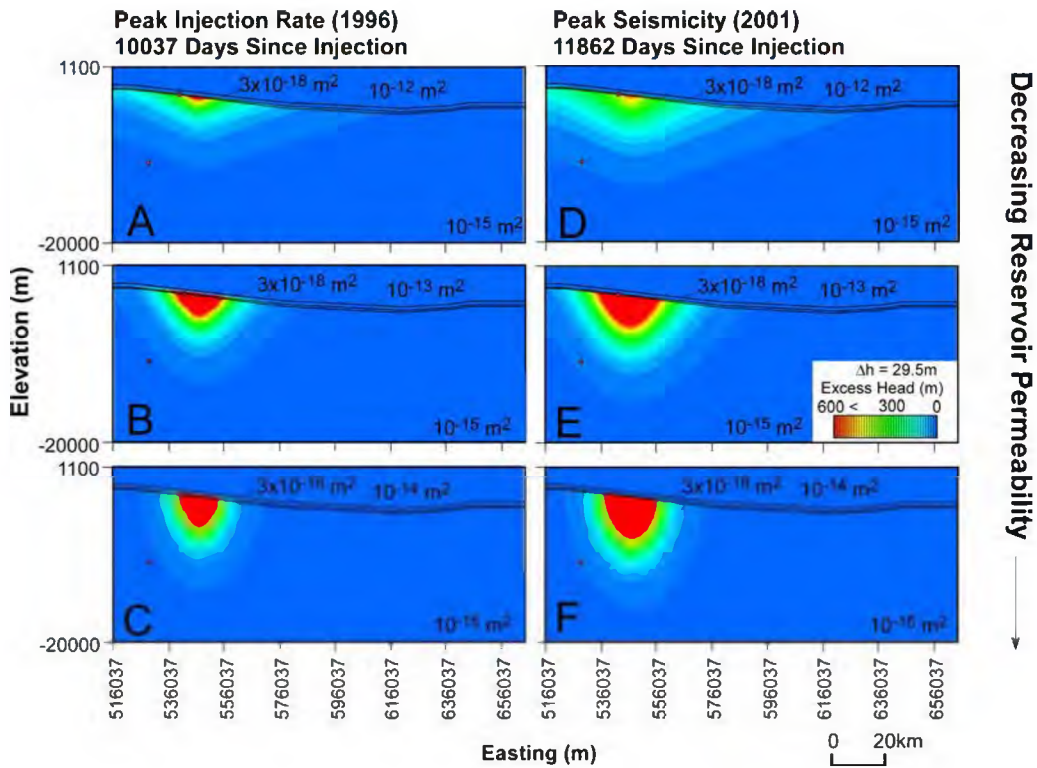 Peak Injection Rate (1996)
10037 Days Since Injection
Peak Seismicity (2001)
11862 Days Since Injection
1100
3x10-18 m2 10-12 m2
A
10-15 m2
-20000
3x10-18 m2 10-12 m2
D
10-15 m2
1100
3x10-18 m2 10-13 m2
B
10-15 m2
-20000
3x10-18 m2 10-13 m2
Δh = 29.5m
Excess Head (m)
600 < 300 0
E
10-15 m2
1100
3x10-18 m2 10-14 m2
C
10-15 m2
-20000
3x10-18 m2 10-14 m2
F
10-15 m2
Elevation (m)
Decreasing Reservoir Permeability
516037 536037 556037 576037 596037 616037 636037 656037
516037 536037 556037 576037 596037 616037 636037 656037
Easting (m)
0 20km